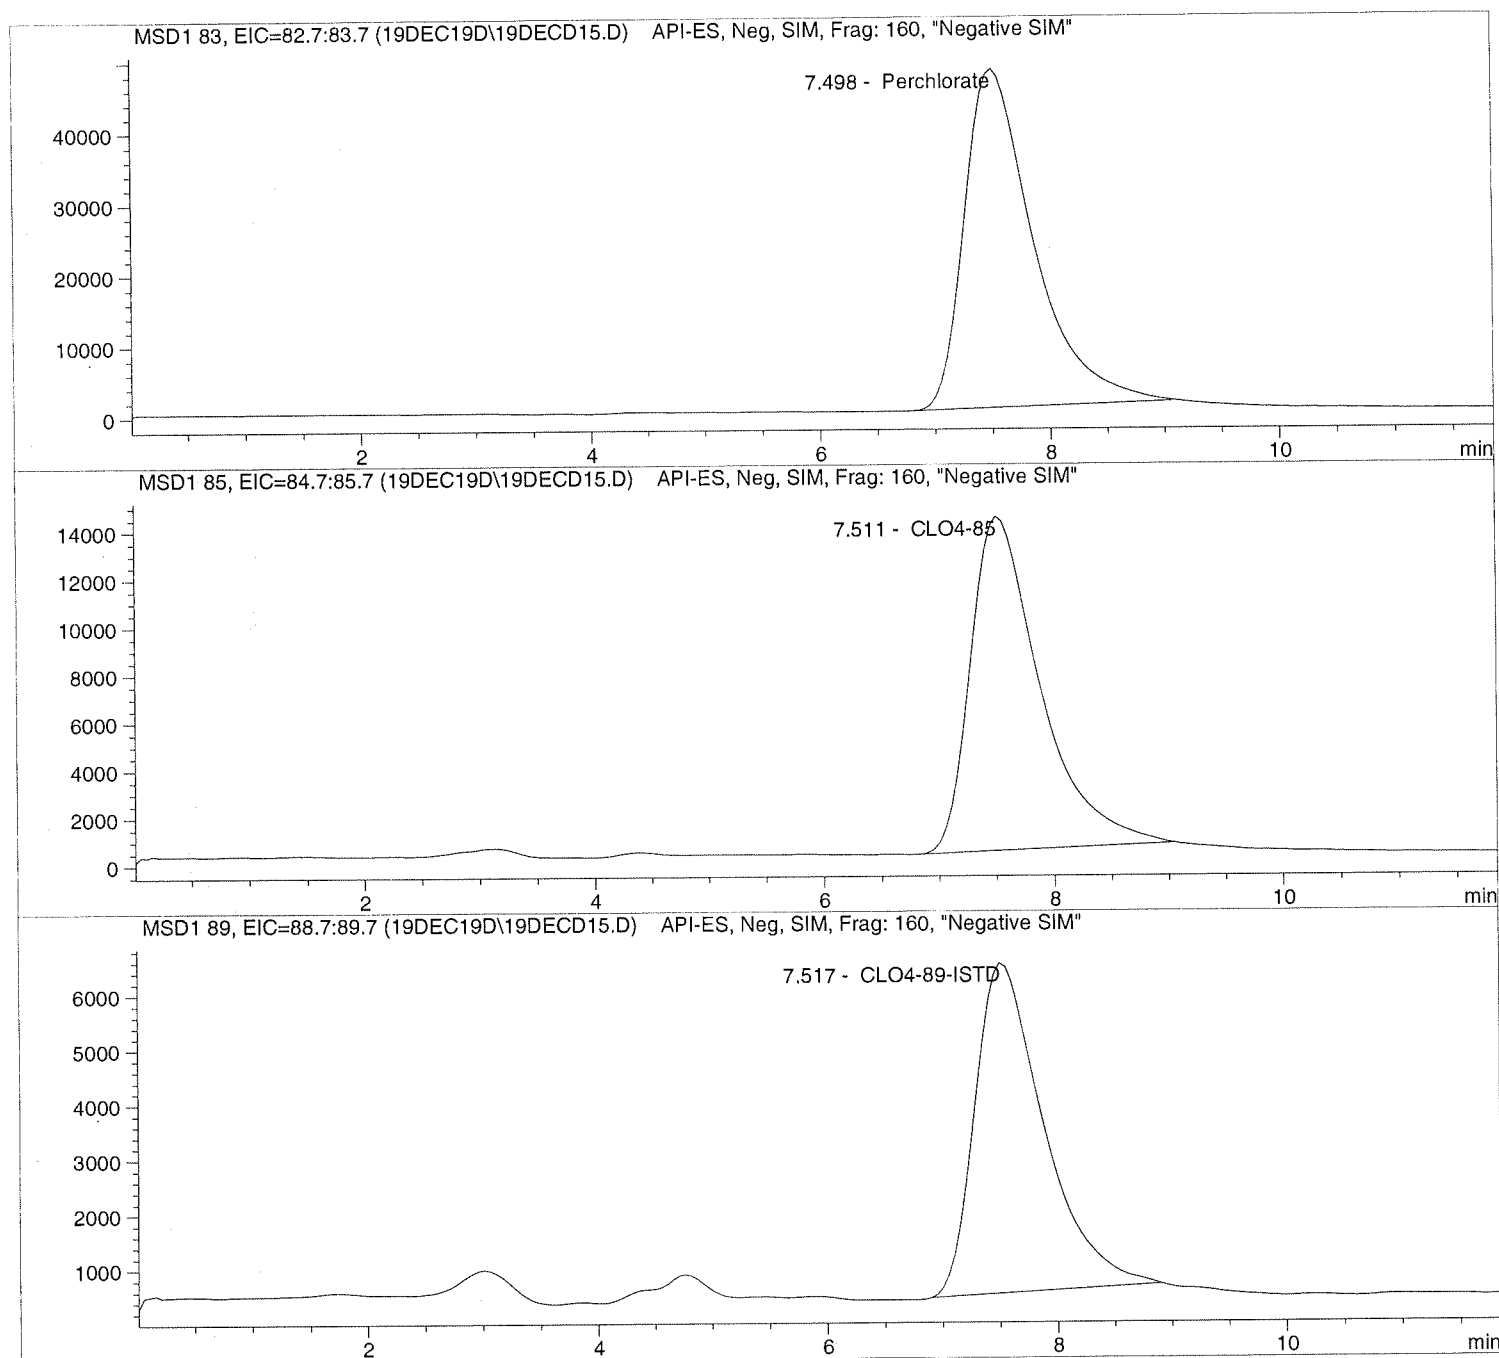 MSD1 83, EIC=82.7:83.7 (19DEC19D\19DECD15.D) API-ES, Neg, SIM, Frag: 160, "Negative SIM"
7.498 - Perchlorate
40000
30000
20000
10000
0
2 4 6 8 10 min
MSD1 85, EIC=84.7:85.7 (19DEC19D\19DECD15.D) API-ES, Neg, SIM, Frag: 160, "Negative SIM"
7.511 - CLO4-85
14000
12000
10000
8000
6000
4000
2000
0
2 4 6 8 10 min
MSD1 89, EIC=88.7:89.7 (19DEC19D\19DECD15.D) API-ES, Neg, SIM, Frag: 160, "Negative SIM"
7.517 - CLO4-89-ISTD
6000
5000
4000
3000
2000
1000
2 4 6 8 10 min